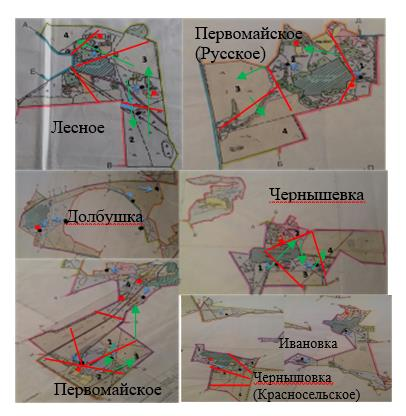 Лесное
Первомайское
(Русское)
Долбушка
Чернышевка
Первомайское
Ивановка
Чернышовка
(Красносельское)